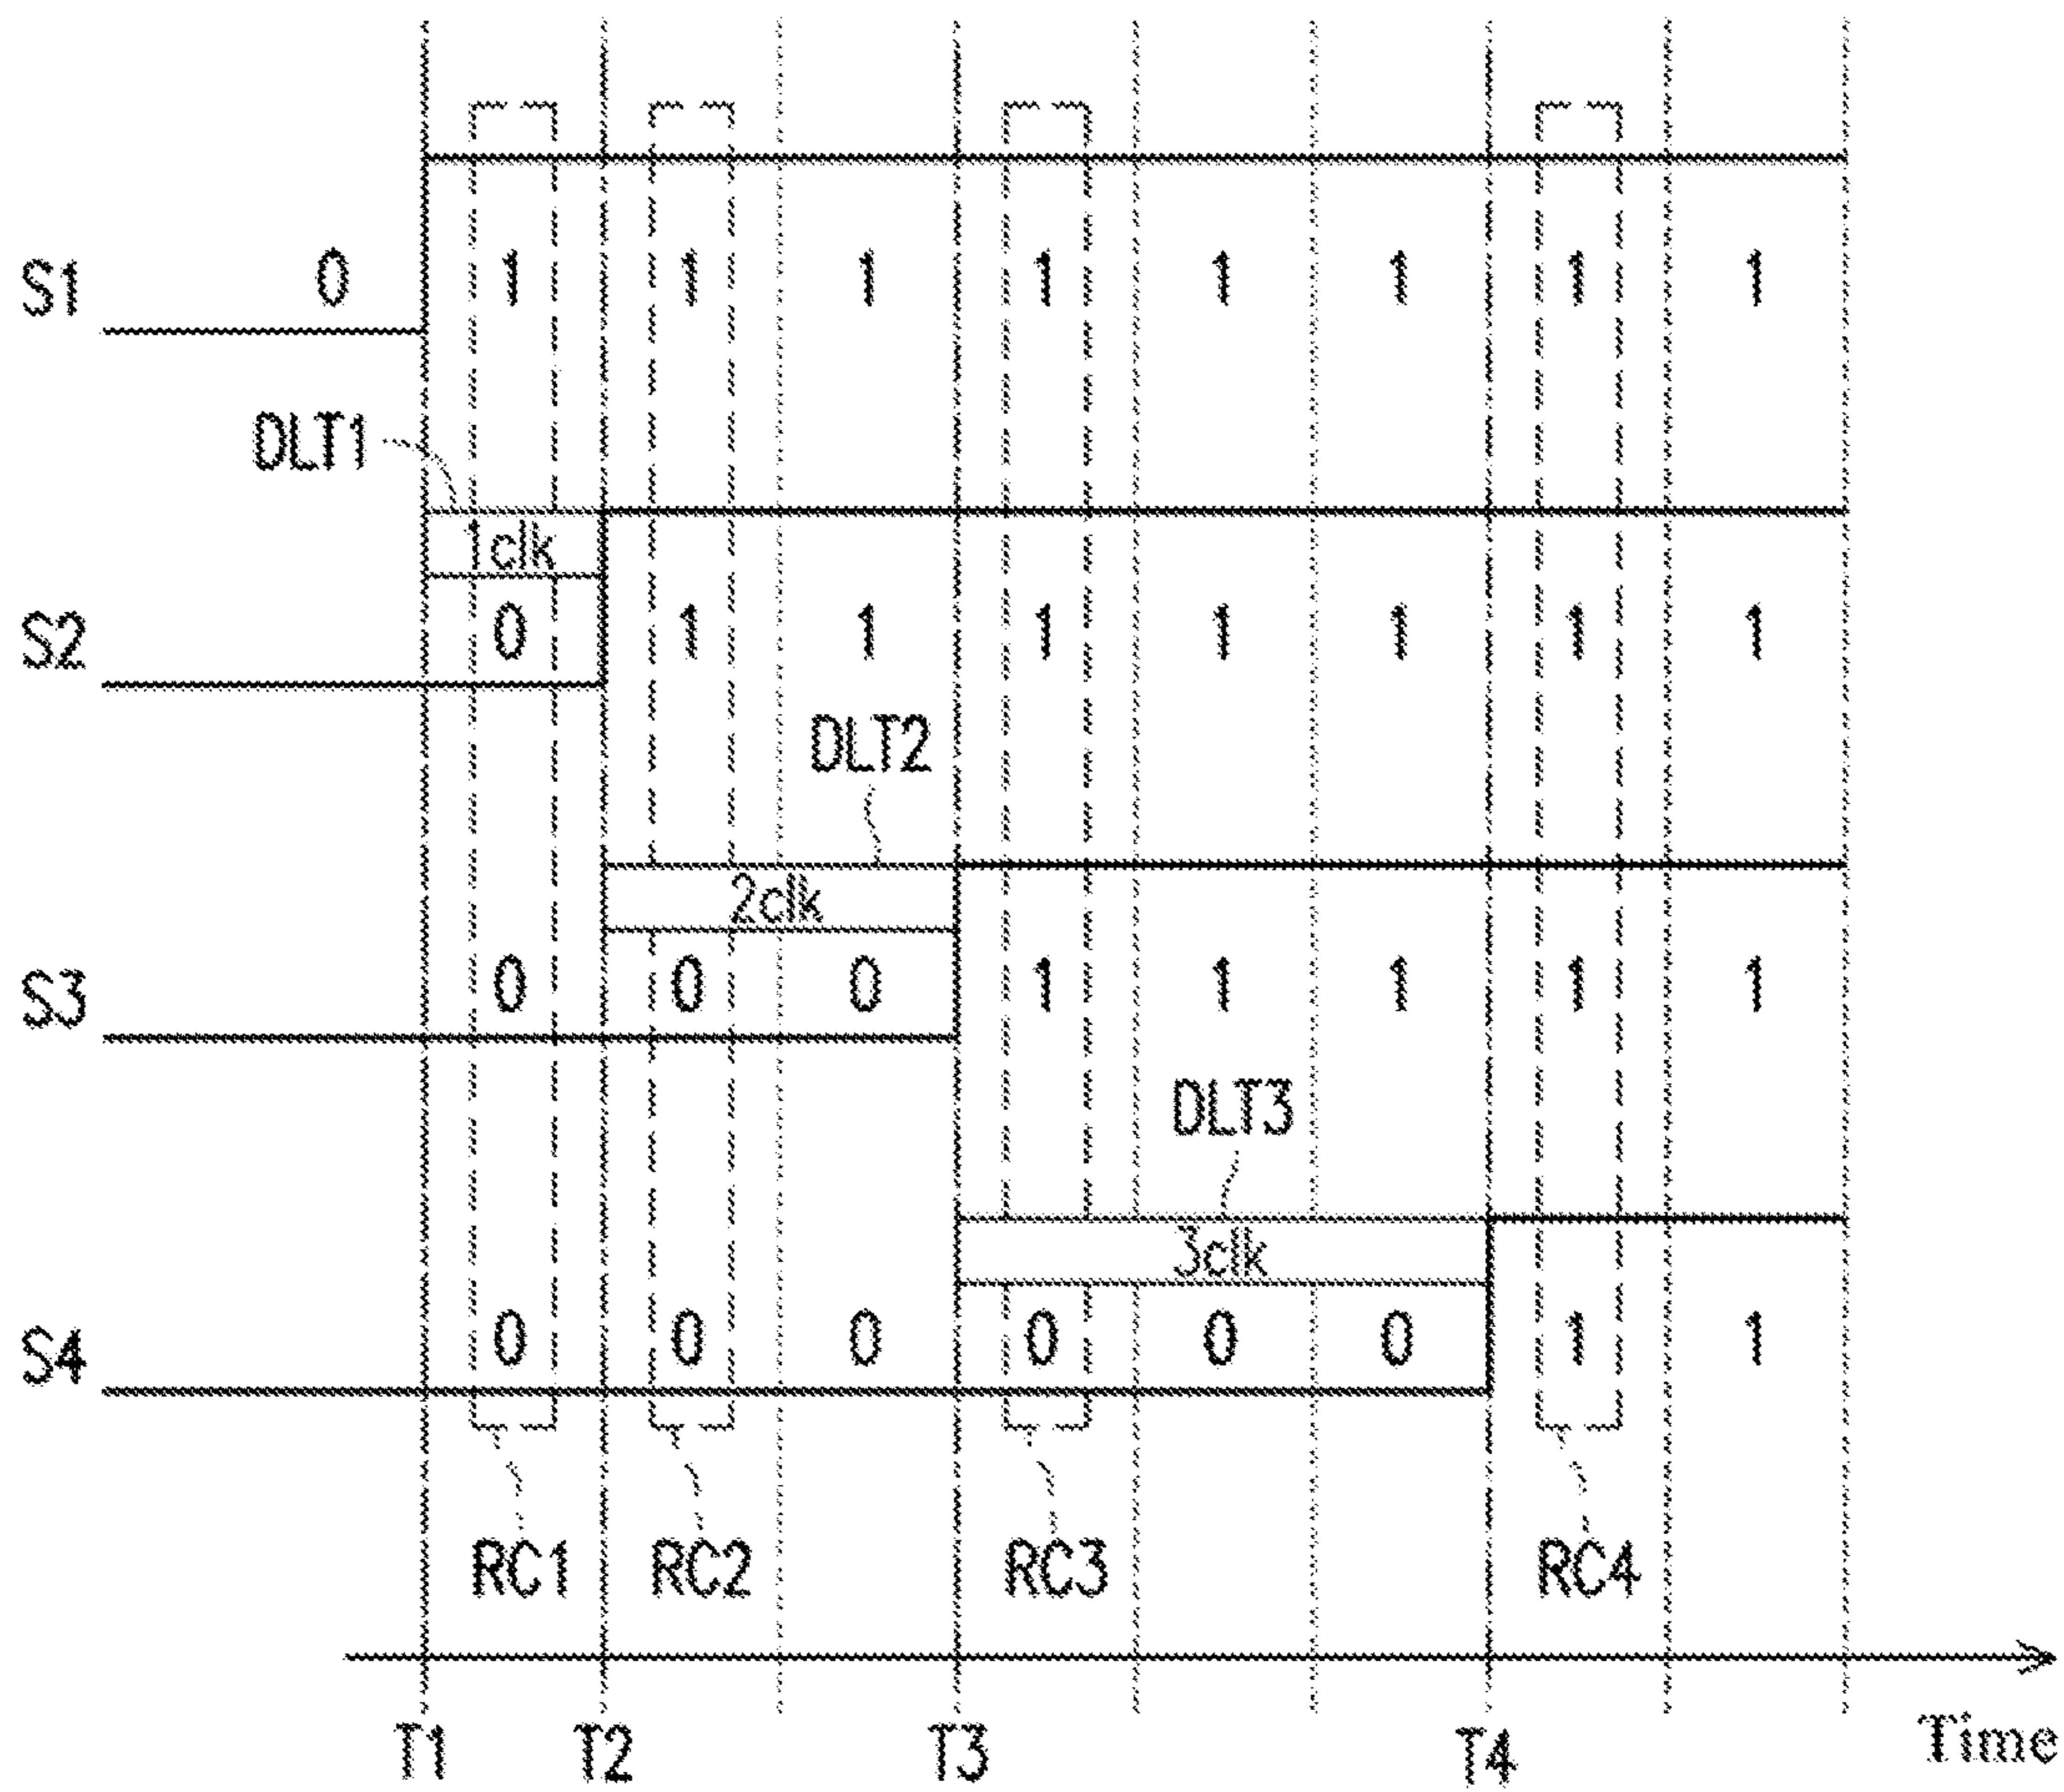 S1 0 1 1 1 1 1 1 1 1
DLT1
1clk
S2 0 1 1 1 1 1 1 1
DLT2
2clk
S3 0 0 0 1 1 1 1 1
DLT3
3clk
S4 0 0 0 0 0 0 1 1
RC1 RC2 RC3 RC4
T1 T2 T3 T4 Time